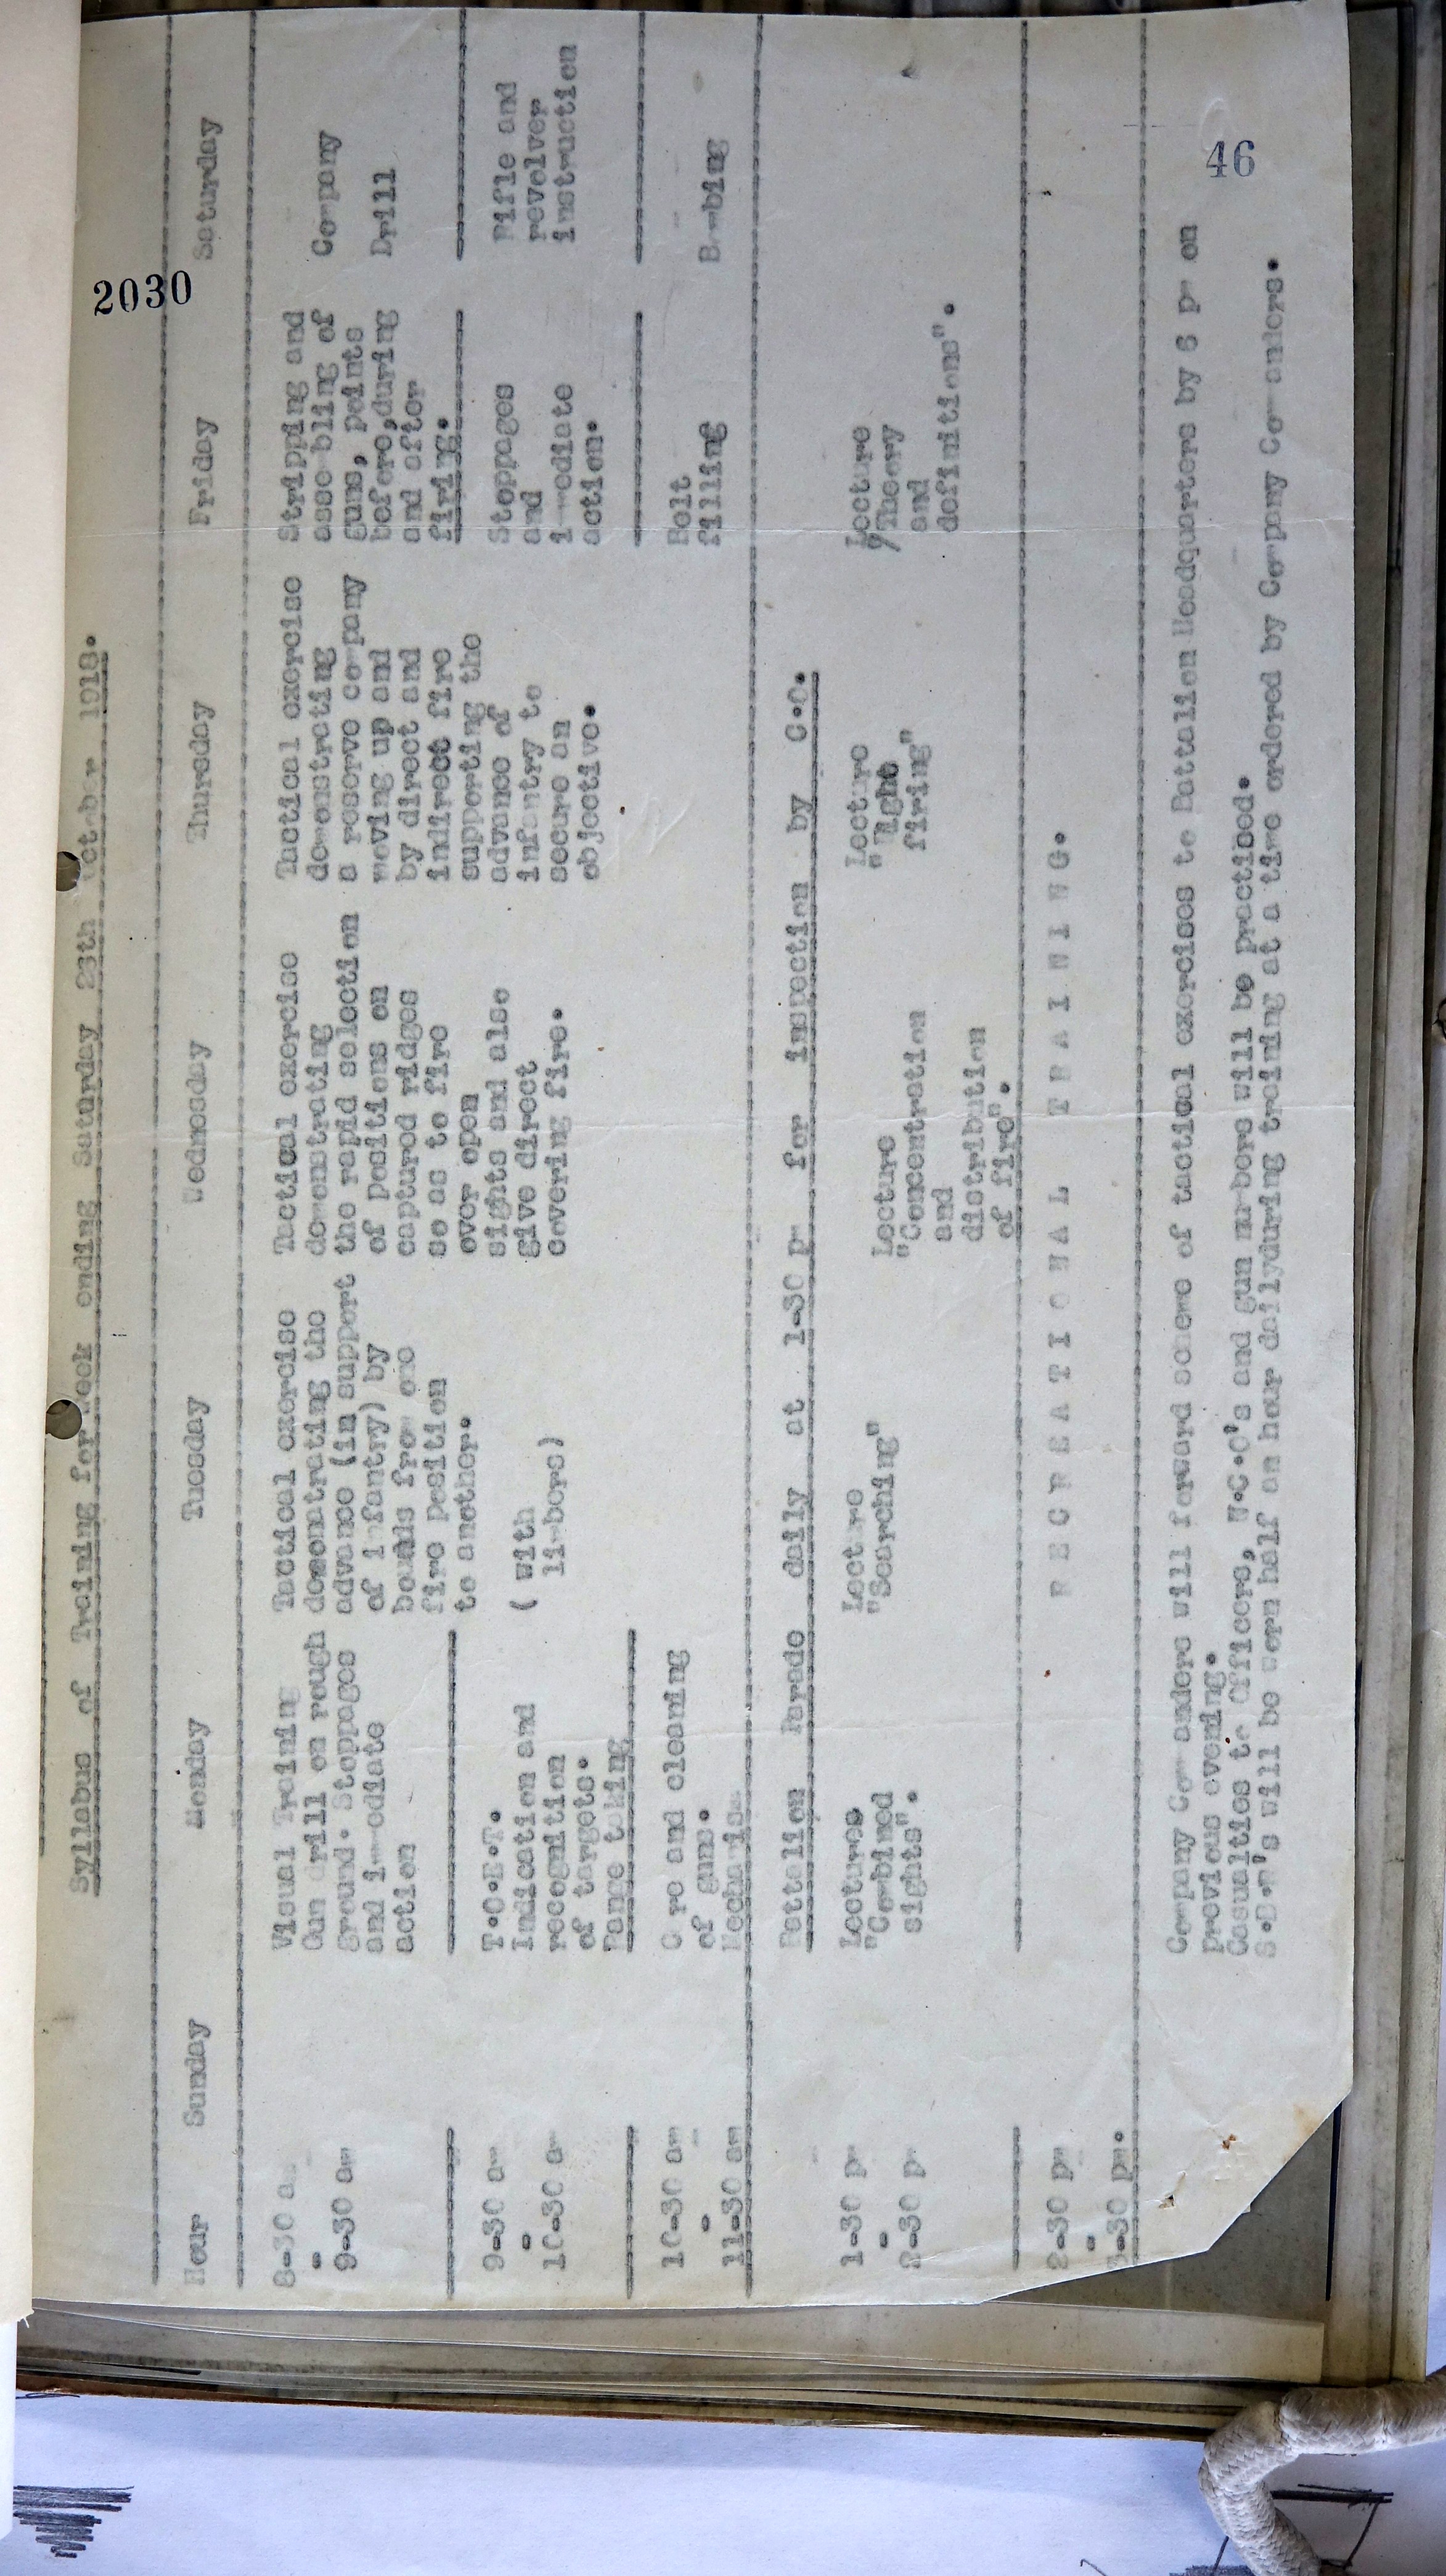 2030
Syllabus of Training for week ending Saturday 23th October 1918.
Hour Sunday Monday Tuesday Wednesday Thursday Friday Saturday
8-30 a
-
9-30 am
Visual Training
Gun drill on rough
ground. Stoppages
and immediate
action
Tactical exercise
demonstrating the
advance (in support
of infantry) by
bounds from one
fire position
to another.
( with
limbers)
Tactical exercise
demonstrating
the rapid selection
of positions on
captured ridges
so as to fire
over open
sights and also
give direct
covering fire.
Tactical exercise
demonstrating
a reserve company
moving up and
by direct and
indirect fire
supporting the
advance of
infantry to
secure an
objective.
Stripping and
assembling of
guns, points
before,during
and after
firing.
Company
Drill
9-30 am
-
10-30 am
T.O.E.T.
Indication and
recognition
of targets.
Range taking
Stoppages
and
immediate
action.
Rifle and
revolver
instruction
10-30 am
-
11-30 am
Care and cleaning
of guns.
Mechanism
Belt
filling
Bombing
Battalion Parade daily at 1-30 pm for inspection by C.O.
1-30 pm
-
2-30 pm
Lectures
"Combined
sights".
Lecture
"Searching"
Lecture
"Concentration
and
distribution
of fire".
Lecture
"Night
firing"
Lecture
"Theory
and
definitions".
2-30 pm
-
3-30 pm.
R E C R E A T I O N A L T R A I N I N G.
Company Commanders will forward scheme of tactical exercises to Battalion Headquarters by 6 pm on
previous evening.
Casualties to Officers, N.C.O's and gun numbers will be practised.
S.B.R's will be worn half an hour dailyduring training at a time ordered by Company Commanders.
46